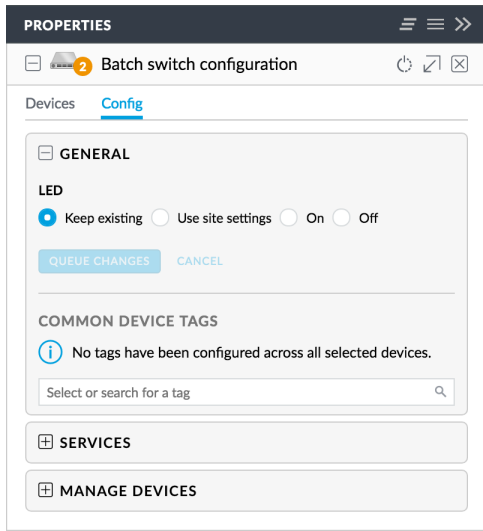 PROPERTIES
2 Batch switch configuration
Devices Config
GENERAL
LED
Keep existing Use site settings On Off
QUEUE CHANGES CANCEL
COMMON DEVICE TAGS
No tags have been configured across all selected devices.
Select or search for a tag
SERVICES
MANAGE DEVICES